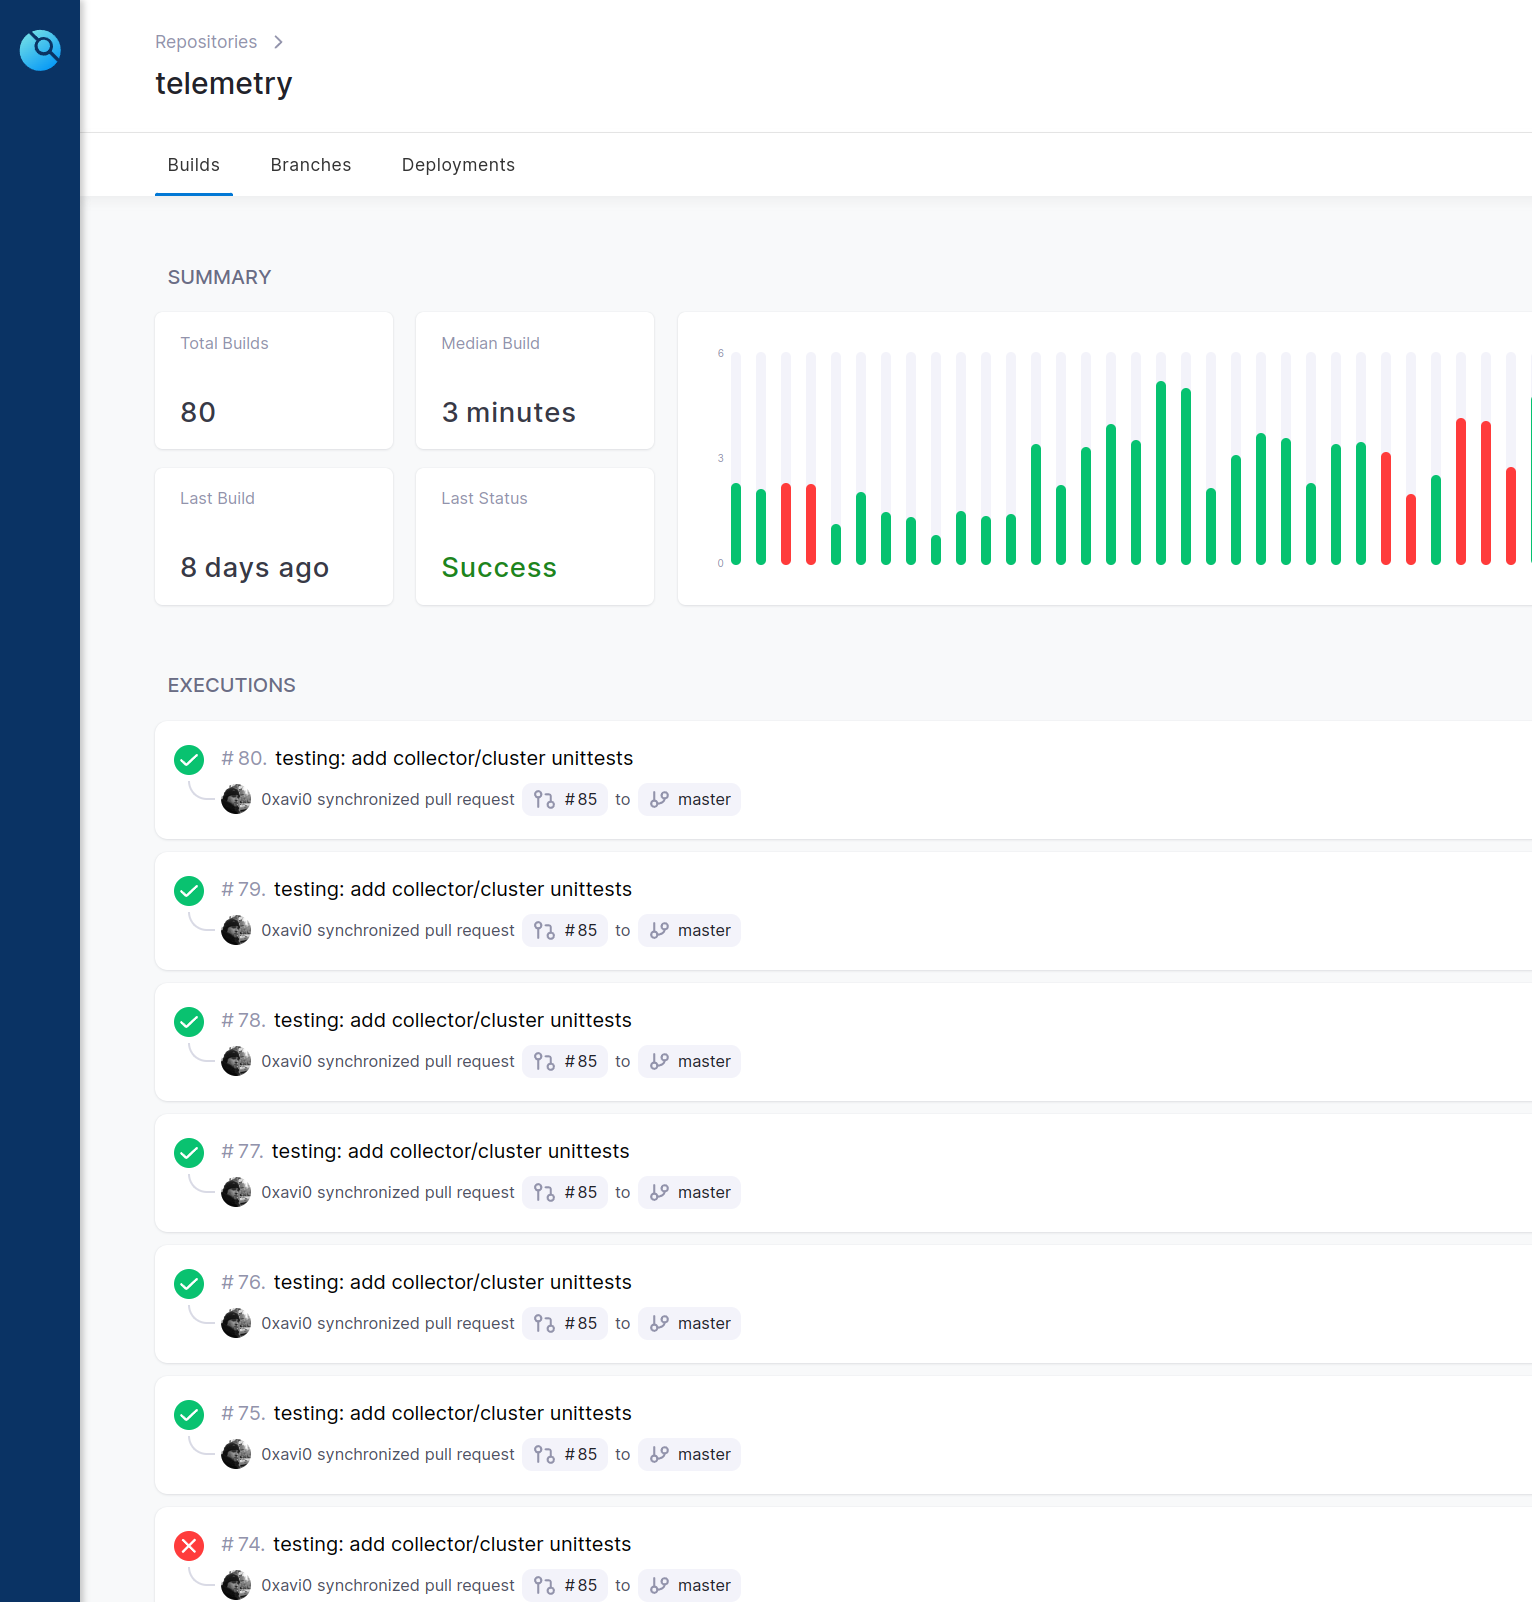 Repositories
telemetry
Builds Branches Deployments
SUMMARY
Total Builds
80
Median Build
3 minutes
Last Build
8 days ago
Last Status
Success
6
3
0
EXECUTIONS
#80. testing: add collector/cluster unittests
0xavi0 synchronized pull request #85 to master
#79. testing: add collector/cluster unittests
0xavi0 synchronized pull request #85 to master
#78. testing: add collector/cluster unittests
0xavi0 synchronized pull request #85 to master
#77. testing: add collector/cluster unittests
0xavi0 synchronized pull request #85 to master
#76. testing: add collector/cluster unittests
0xavi0 synchronized pull request #85 to master
#75. testing: add collector/cluster unittests
0xavi0 synchronized pull request #85 to master
#74. testing: add collector/cluster unittests
0xavi0 synchronized pull request #85 to master